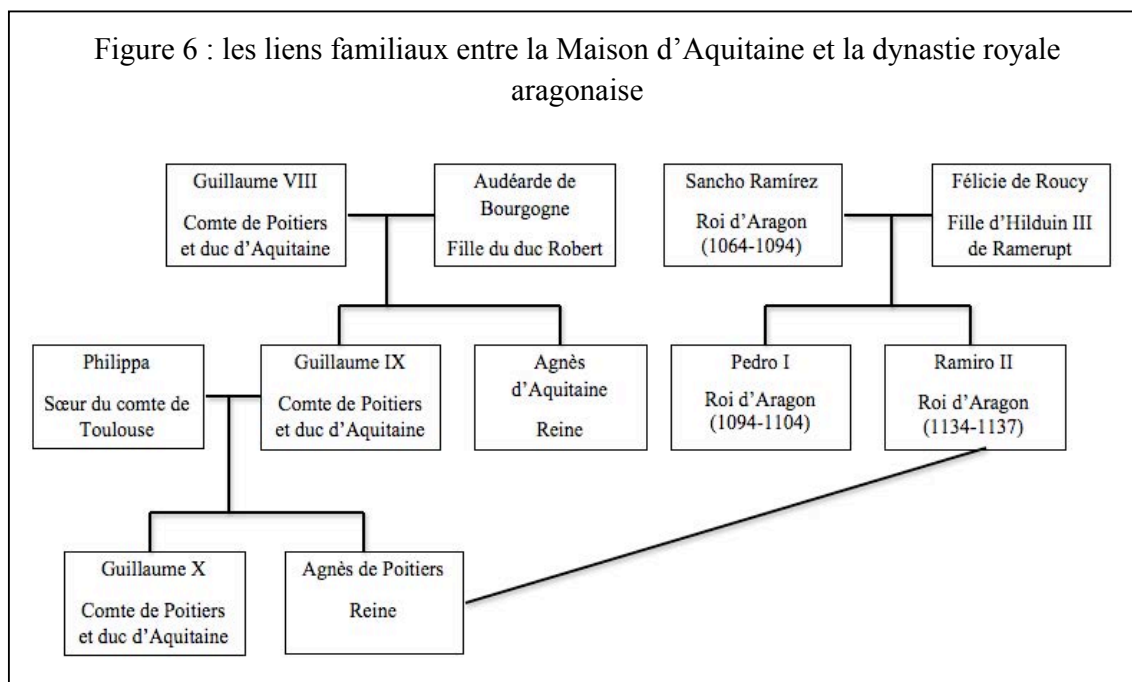 Figure 6 : les liens familiaux entre la Maison d’Aquitaine et la dynastie royale
aragonaise
Guillaume VIII
Comte de Poitiers
et duc d’Aquitaine
Audéarde de
Bourgogne
Fille du duc Robert
Sancho Ramírez
Roi d’Aragon
(1064-1094)
Félicie de Roucy
Fille d’Hilduin III
de Ramerupt
Philippa
Sœur du comte de
Toulouse
Guillaume IX
Comte de Poitiers
et duc d’Aquitaine
Agnès
d’Aquitaine
Reine
Pedro I
Roi d’Aragon
(1094-1104)
Ramiro II
Roi d’Aragon
(1134-1137)
Guillaume X
Comte de Poitiers
et duc d’Aquitaine
Agnès de Poitiers
Reine